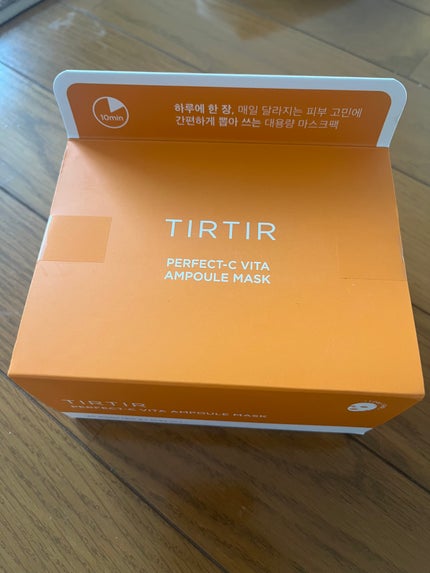 10min
하루에 한 장, 매일 달라지는 피부 고민에
간편하게 뽑아 쓰는 대용량 마스크팩
TIRTIR
PERFECT-C VITA
AMPOULE MASK
TIRTIR
PERFECT-C VITA AMPOULE MASK